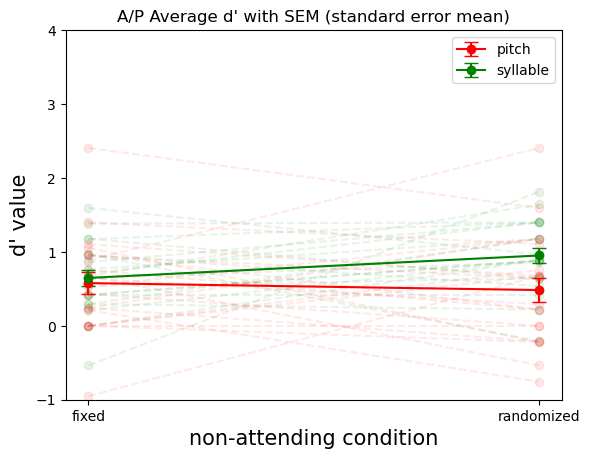 A/P Average d' with SEM (standard error mean)
pitch
syllable
4
3
2
1
0
−1
d' value
fixed
randomized
non-attending condition